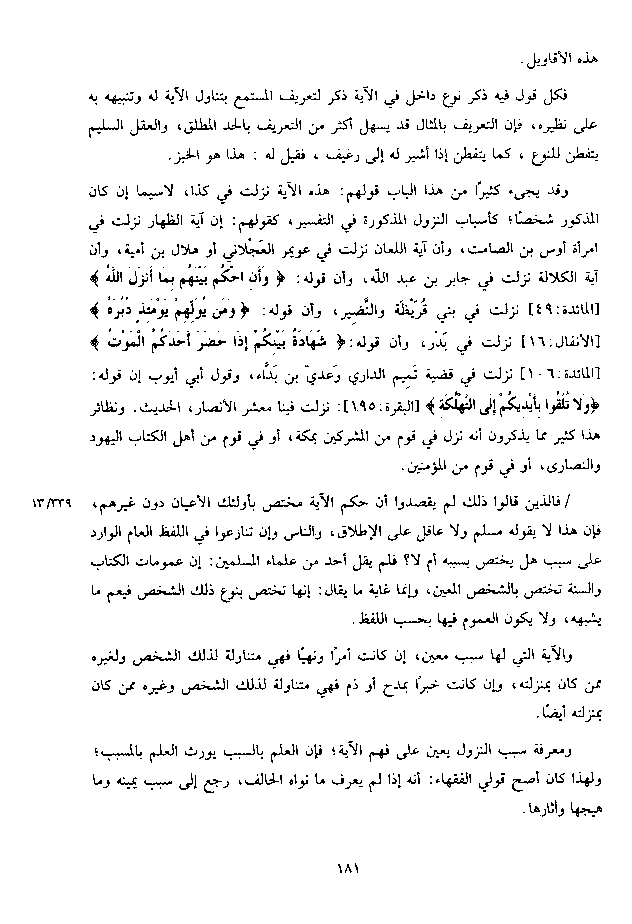 هذه الأقاويل.
فكل قول فيه ذكر نوع داخل في الآية ذكر لتعريف المستمع بتناول الآية له وتنبيهه به
على نظيره، فإن التعريف بالمثال قد يسهل أكثر من التعريف بالحد المطلق، والعقل السليم
يتفطن للنوع ، كما يتفطن إذا أشير له إلى رغيف ، فقيل له : هذا هو الخبز.
وقد يجىء كثيرًا من هذا الباب قولهم: هذه الآية نزلت في كذا، لاسيما إن كان
المذكور شخصًا؛ كأسباب النزول المذكورة في التفسير، كقولهم: إن آية الظهار نزلت في
امرأة أوس بن الصامت، وأن آية اللعان نزلت في عويمر العَجْلاني أو هلال بن أمية، وأن
آية الكلالة نزلت في جابر بن عبد الله، وأن قوله: ﴿ وَأَنِ احْكُم بَيْنَهُم بِمَا أَنزَلَ اللَّهُ ﴾
[المائدة:٤٩] نزلت في بني قُرَيْظَة والنَّضِير، وأن قوله: ﴿ وَمَن يُوَلِّهِمْ يَوْمَئِذٍ دُبُرَهُ ﴾
[الأنفال:١٦] نزلت في بَدْر، وأن قوله:﴿ شَهَادَةُ بَيْنِكُمْ إِذَا حَضَرَ أَحَدَكُمُ الْمَوْتُ ﴾
[المائدة:١٠٦] نزلت في قضية تَمِيم الداري وَعَديّ بن بَدَّاء، وقول أبي أيوب إن قوله:
﴿وَلا تُلْقُوا بِأَيْدِيكُمْ إِلَى التَّهْلُكَةِ ﴾ [البقرة:١٩٥]: نزلت فينا معشر الأنصار، الحديث. ونظائر
هذا كثير مما يذكرون أنه نزل في قوم من المشركين بمكة، أو في قوم من أهل الكتاب اليهود
والنصارى، أو في قوم من المؤمنين.
/ فالذين قالوا ذلك لم يقصدوا أن حكم الآية مختص بأولئك الأعيان دون غيرهم، ١٣/٣٣٩
فإن هذا لا يقوله مسلم ولا عاقل على الإطلاق، والناس وإن تنازعوا في اللفظ العام الوارد
على سبب هل يختص بسببه أم لا؟ فلم يقل أحد من علماء المسلمين: إن عمومات الكتاب
والسنة تختص بالشخص المعين، وإنما غاية ما يقال: إنها تختص بنوع ذلك الشخص فيعم ما
يشبهه، ولا يكون العموم فيها بحسب اللفظ.
والآية التي لها سبب معين، إن كانت أمرًا ونهيًا فهي متناولة لذلك الشخص ولغيره
ممن كان بمنزلته، وإن كانت خبرًا بمدح أو ذم فهي متناولة لذلك الشخص وغيره ممن كان
بمنزلته أيضًا.
ومعرفة سبب النزول يعين على فهم الآية؛ فإن العلم بالسبب يورث العلم بالمسبب؛
ولهذا كان أصح قولي الفقهاء: أنه إذا لم يعرف ما نواه الحالف، رجع إلى سبب يمينه وما
هيجها وأثارها.
١٨١